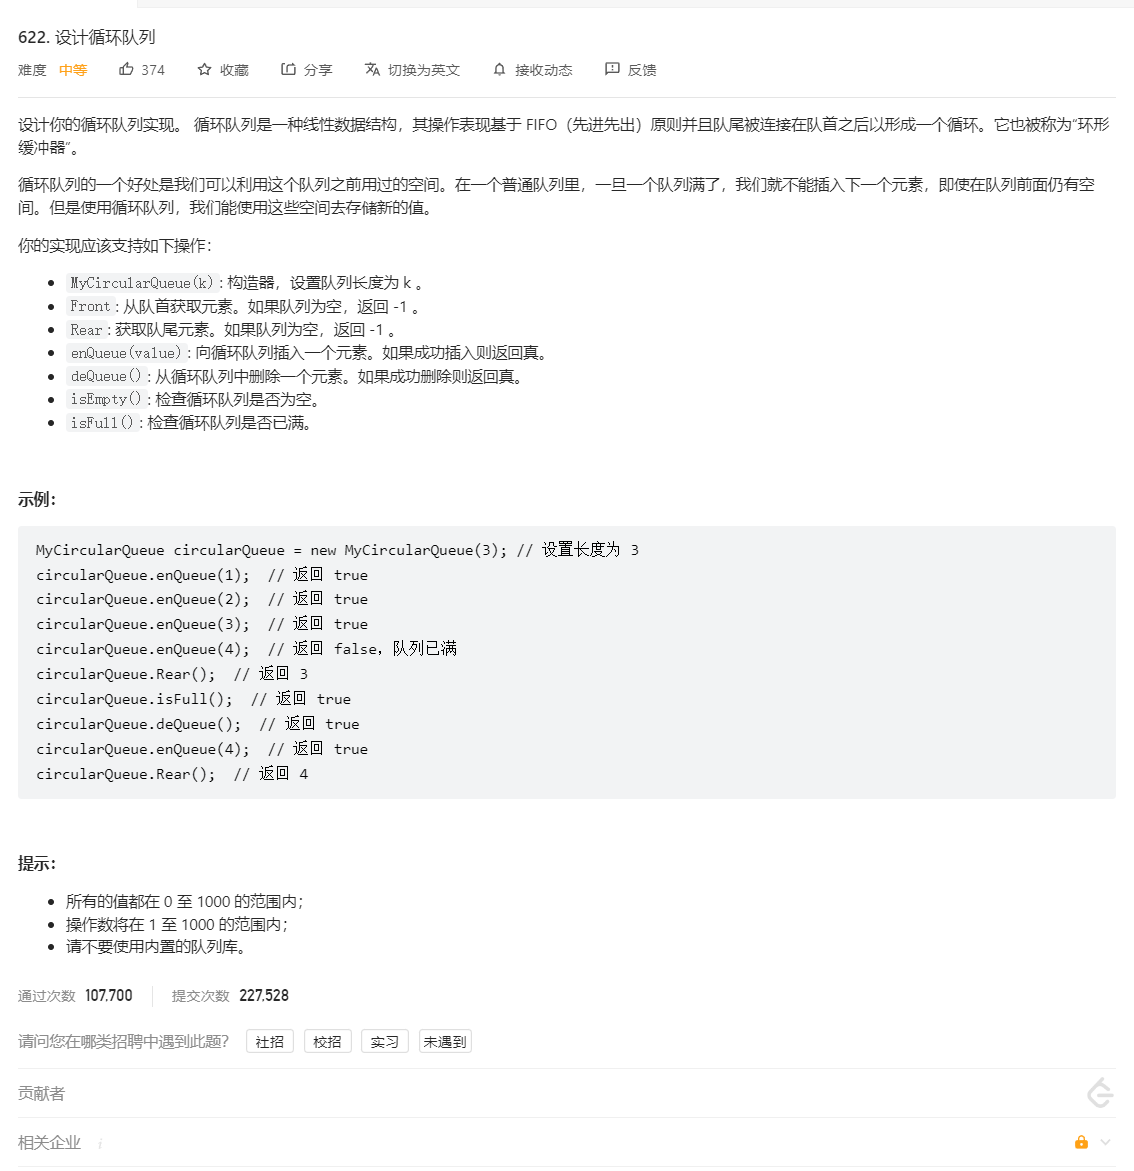 622. 设计循环队列
难度 中等 374 收藏 分享 切换为英文 接收动态 反馈
设计你的循环队列实现。 循环队列是一种线性数据结构，其操作表现基于 FIFO（先进先出）原则并且队尾被连接在队首之后以形成一个循环。它也被称为“环形
缓冲器”。
循环队列的一个好处是我们可以利用这个队列之前用过的空间。在一个普通队列里，一旦一个队列满了，我们就不能插入下一个元素，即使在队列前面仍有空
间。但是使用循环队列，我们能使用这些空间去存储新的值。
你的实现应该支持如下操作：
• MyCircularQueue(k): 构造器，设置队列长度为 k 。
• Front: 从队首获取元素。如果队列为空，返回 -1 。
• Rear: 获取队尾元素。如果队列为空，返回 -1 。
• enQueue(value): 向循环队列插入一个元素。如果成功插入则返回真。
• deQueue(): 从循环队列中删除一个元素。如果成功删除则返回真。
• isEmpty(): 检查循环队列是否为空。
• isFull(): 检查循环队列是否已满。
示例：
MyCircularQueue circularQueue = new MyCircularQueue(3); // 设置长度为 3
circularQueue.enQueue(1);  // 返回 true
circularQueue.enQueue(2);  // 返回 true
circularQueue.enQueue(3);  // 返回 true
circularQueue.enQueue(4);  // 返回 false，队列已满
circularQueue.Rear();  // 返回 3
circularQueue.isFull();  // 返回 true
circularQueue.deQueue();  // 返回 true
circularQueue.enQueue(4);  // 返回 true
circularQueue.Rear();  // 返回 4
提示：
• 所有的值都在 0 至 1000 的范围内；
• 操作数将在 1 至 1000 的范围内；
• 请不要使用内置的队列库。
通过次数 107,700 提交次数 227,528
请问您在哪类招聘中遇到此题？ 社招 校招 实习 未遇到
贡献者
相关企业 i